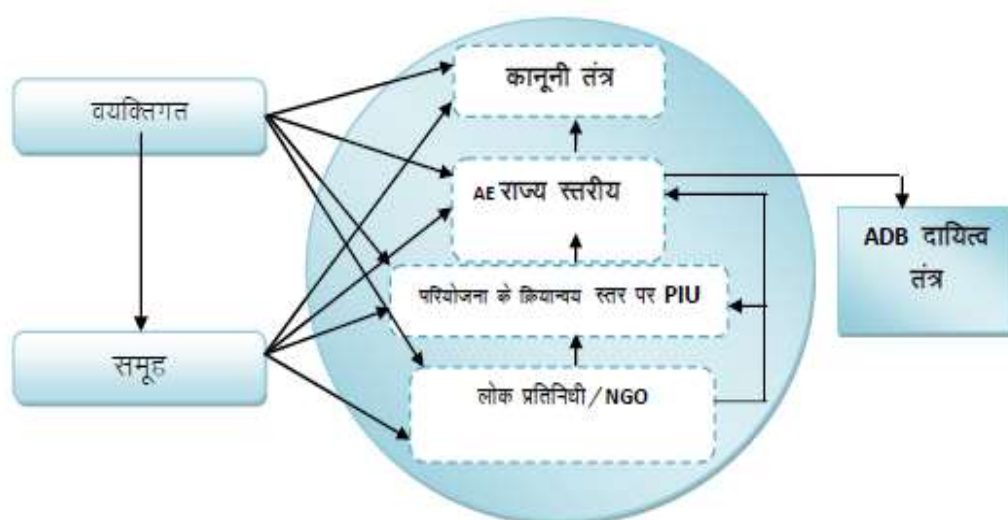 वयक्तिगत
समूह
कानूनी तंत्र
AE राज्य स्तरीय
परियोजना के क्रियान्वय स्तर पर PIU
लोक प्रतिनिधी/NGO
ADB दायित्व
तंत्र